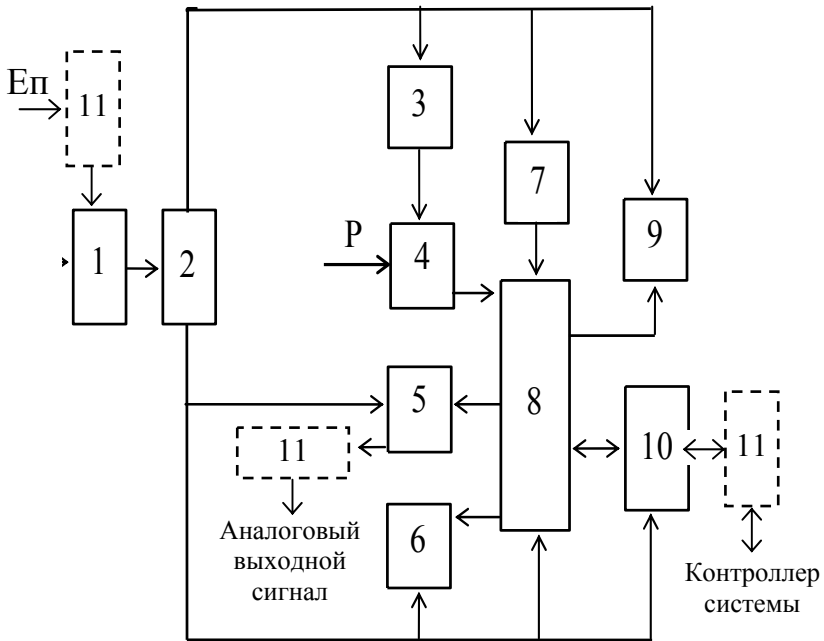 Еп
11
3
7
9
1
2
Р
4
5
8
10
11
11
6
Аналоговый
выходной
сигнал
Контроллер
системы